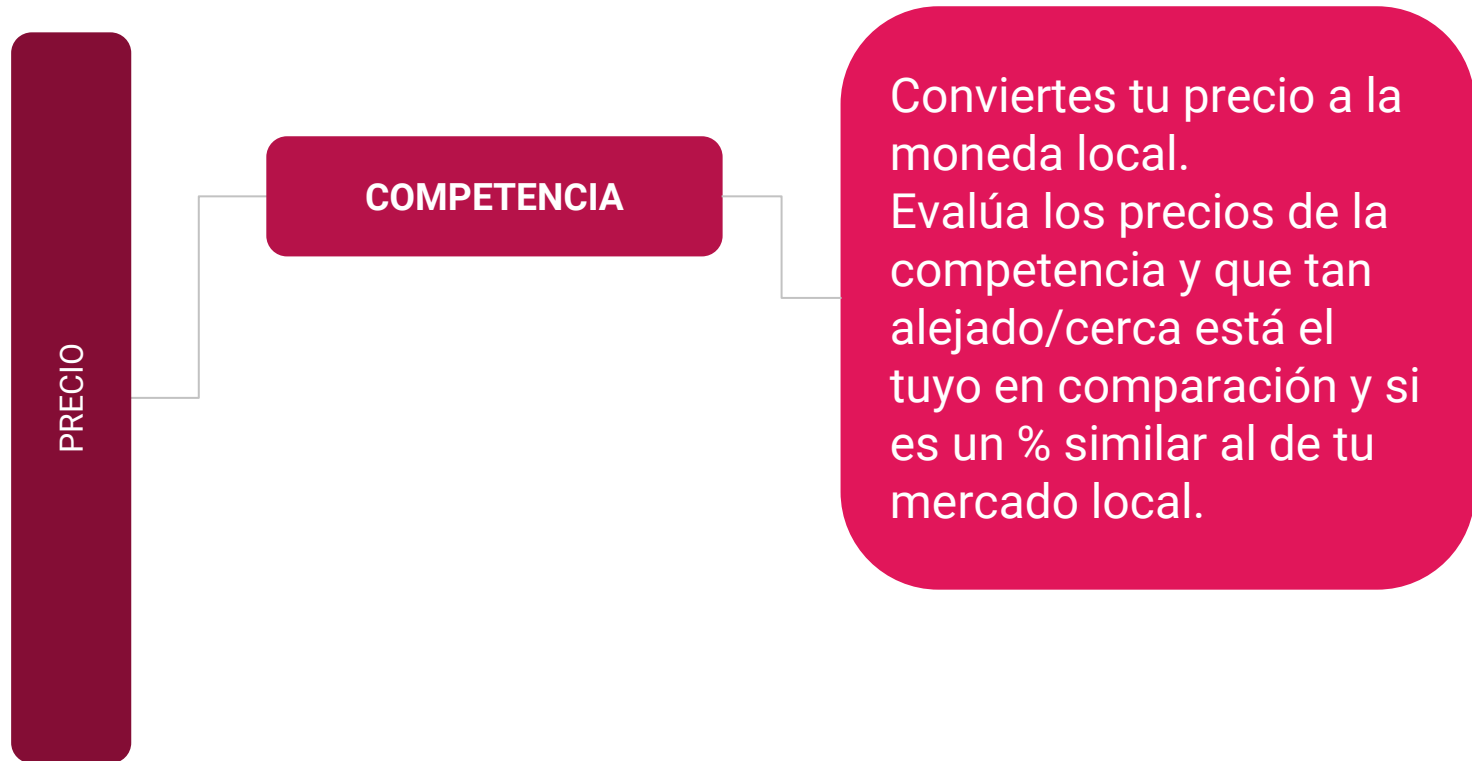 PRECIO
COMPETENCIA
Conviertes tu precio a la
moneda local.
Evalúa los precios de la
competencia y que tan
alejado/cerca está el
tuyo en comparación y si
es un % similar al de tu
mercado local.